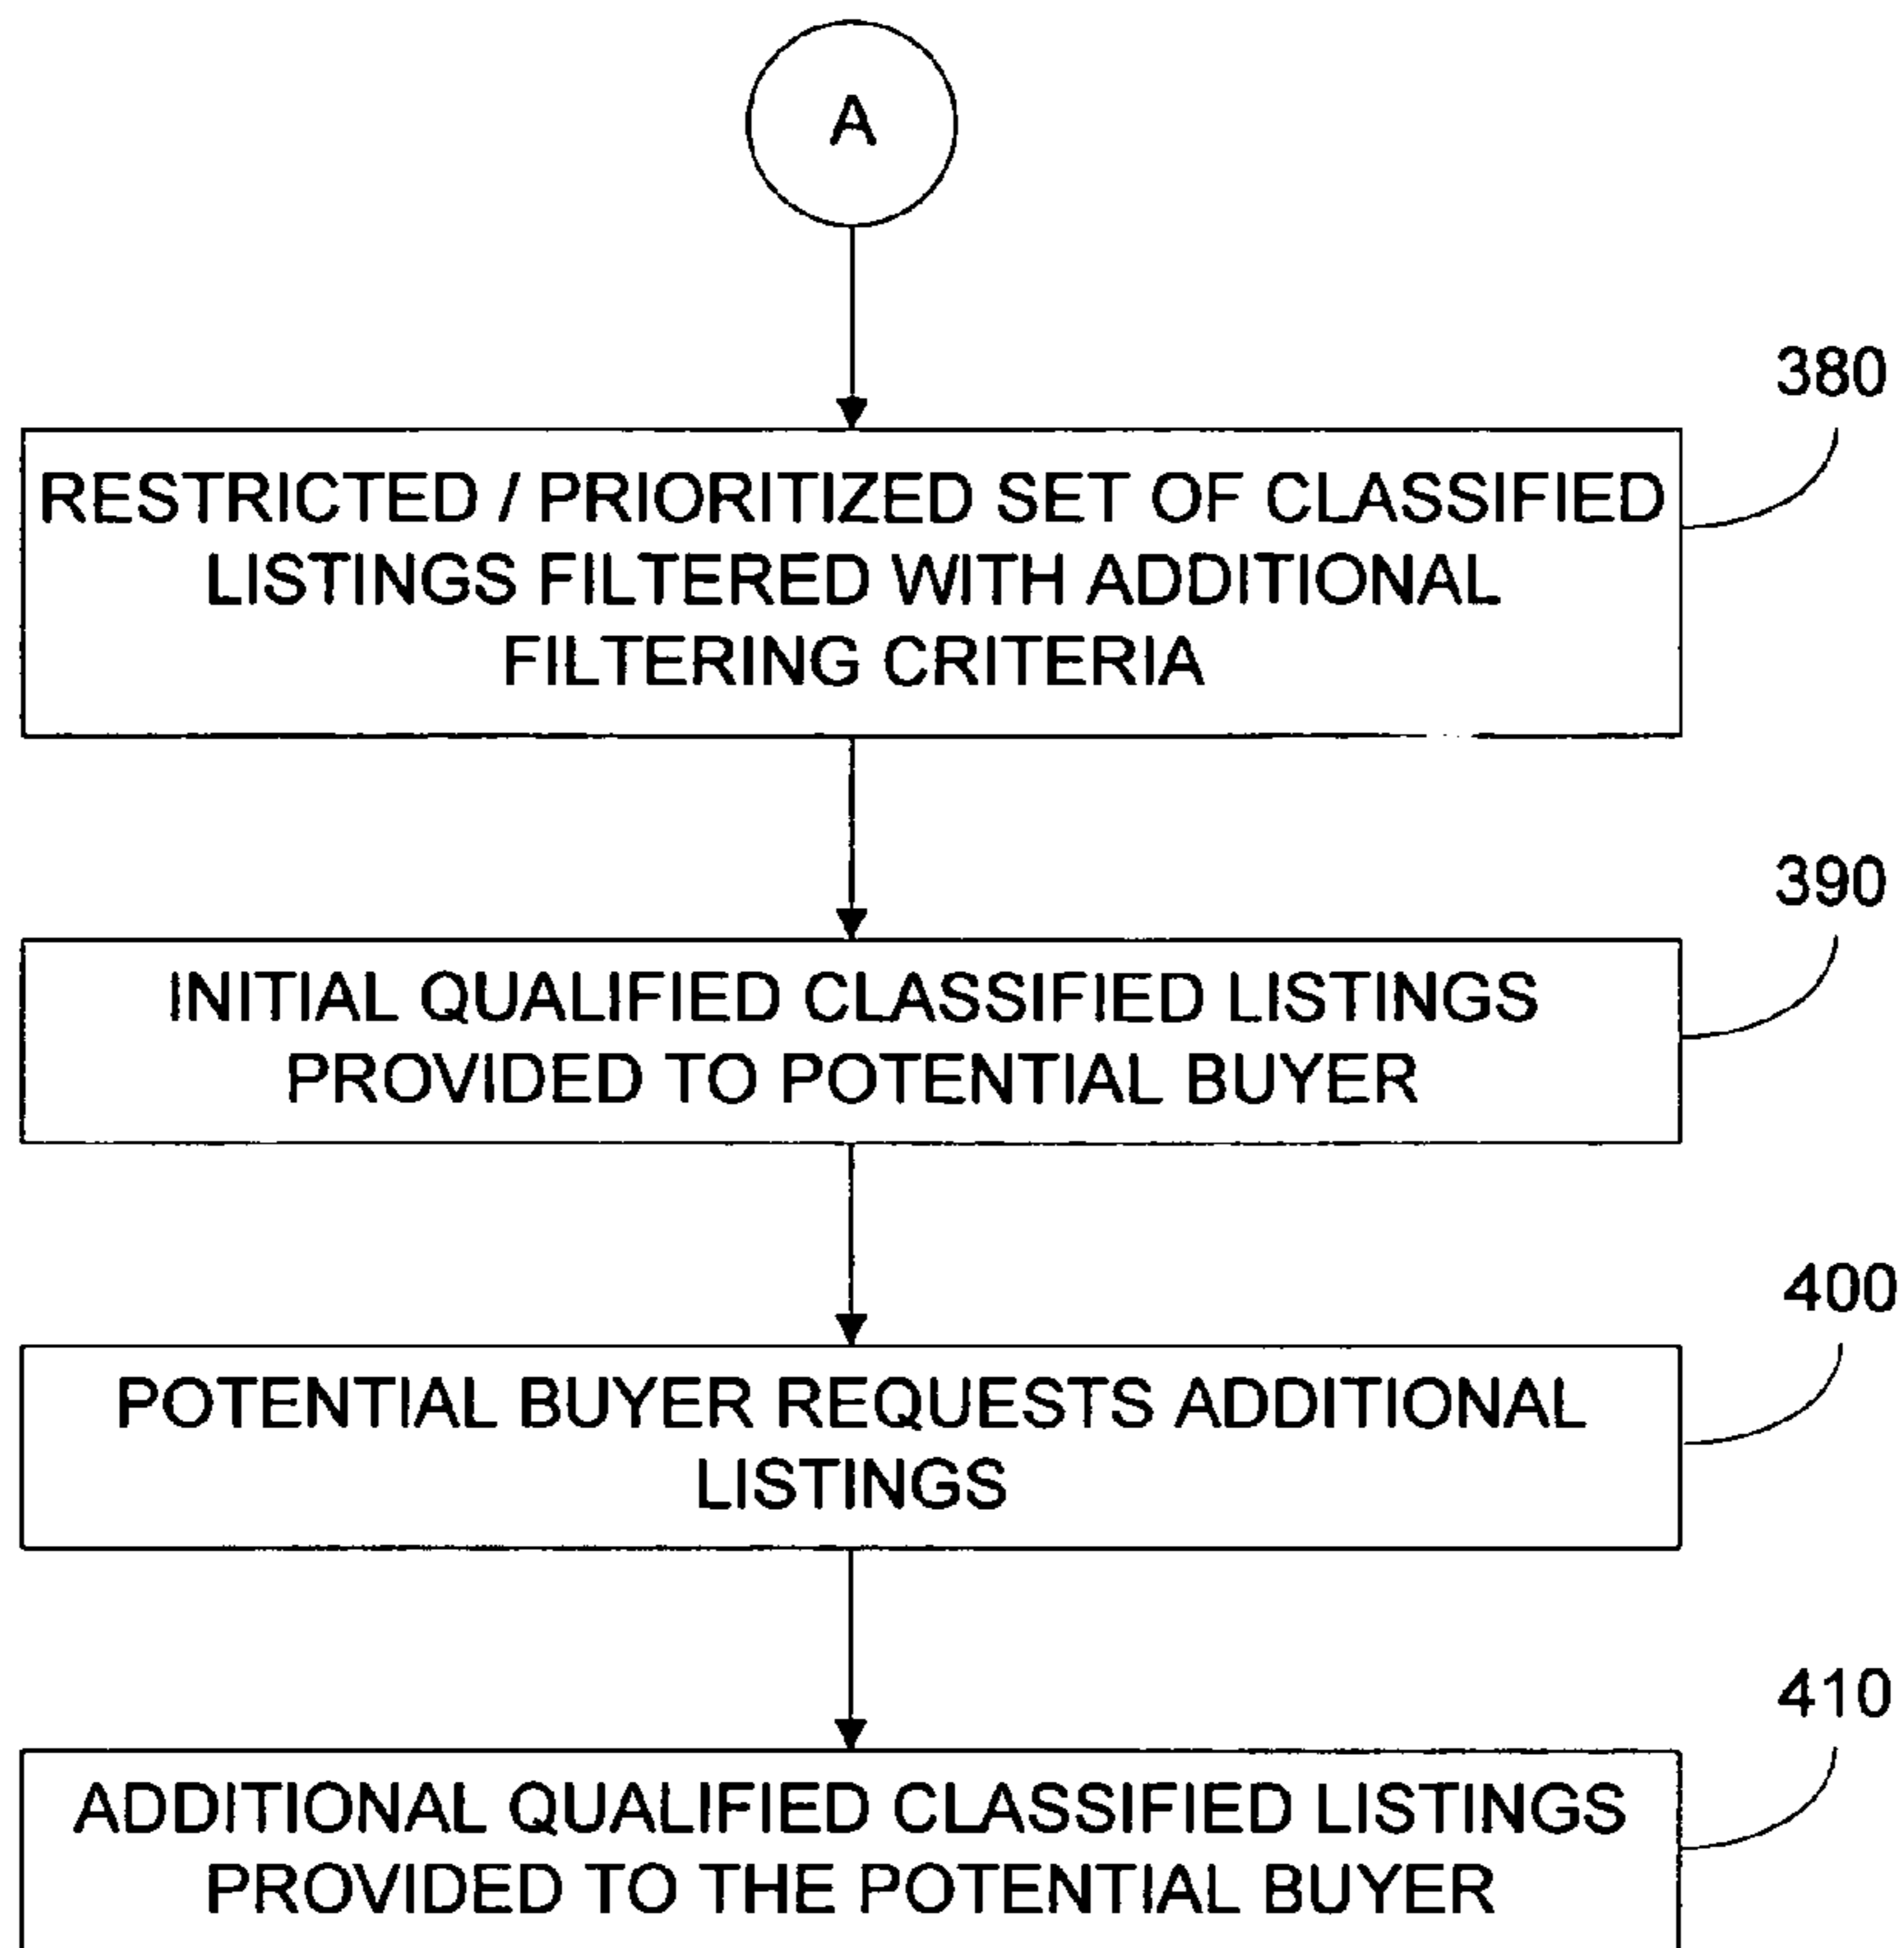 A
380
RESTRICTED / PRIORITIZED SET OF CLASSIFIED
LISTINGS FILTERED WITH ADDITIONAL
FILTERING CRITERIA
390
INITIAL QUALIFIED CLASSIFIED LISTINGS
PROVIDED TO POTENTIAL BUYER
400
POTENTIAL BUYER REQUESTS ADDITIONAL
LISTINGS
410
ADDITIONAL QUALIFIED CLASSIFIED LISTINGS
PROVIDED TO THE POTENTIAL BUYER